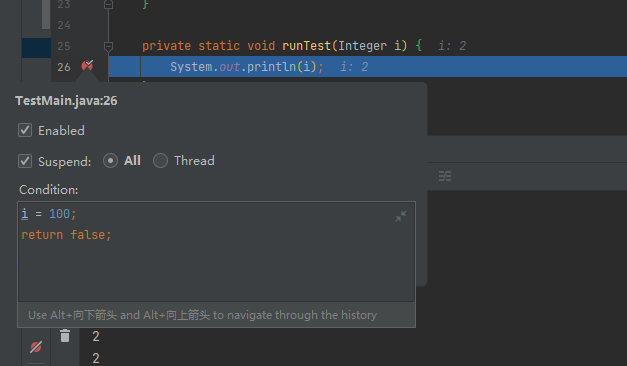 23 }
24
25 private static void runTest(Integer i) { i: 2
26 System.out.println(i); i: 2
TestMain.java:26
Enabled
Suspend: All Thread
Condition:
i = 100;
return false;
Use Alt+向下箭头 and Alt+向上箭头 to navigate through the history
2
2